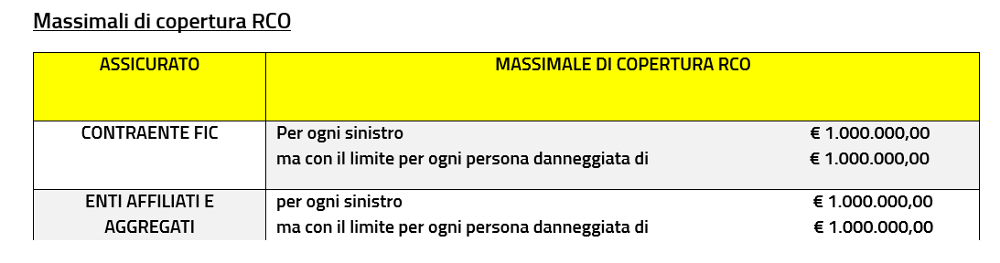 Massimali di copertura RCO
ASSICURATO MASSIMALE DI COPERTURA RCO
CONTRAENTE FIC Per ogni sinistro € 1.000.000,00
ma con il limite per ogni persona danneggiata di € 1.000.000,00
ENTI AFFILIATI E per ogni sinistro € 1.000.000,00
AGGREGATI ma con il limite per ogni persona danneggiata di € 1.000.000,00